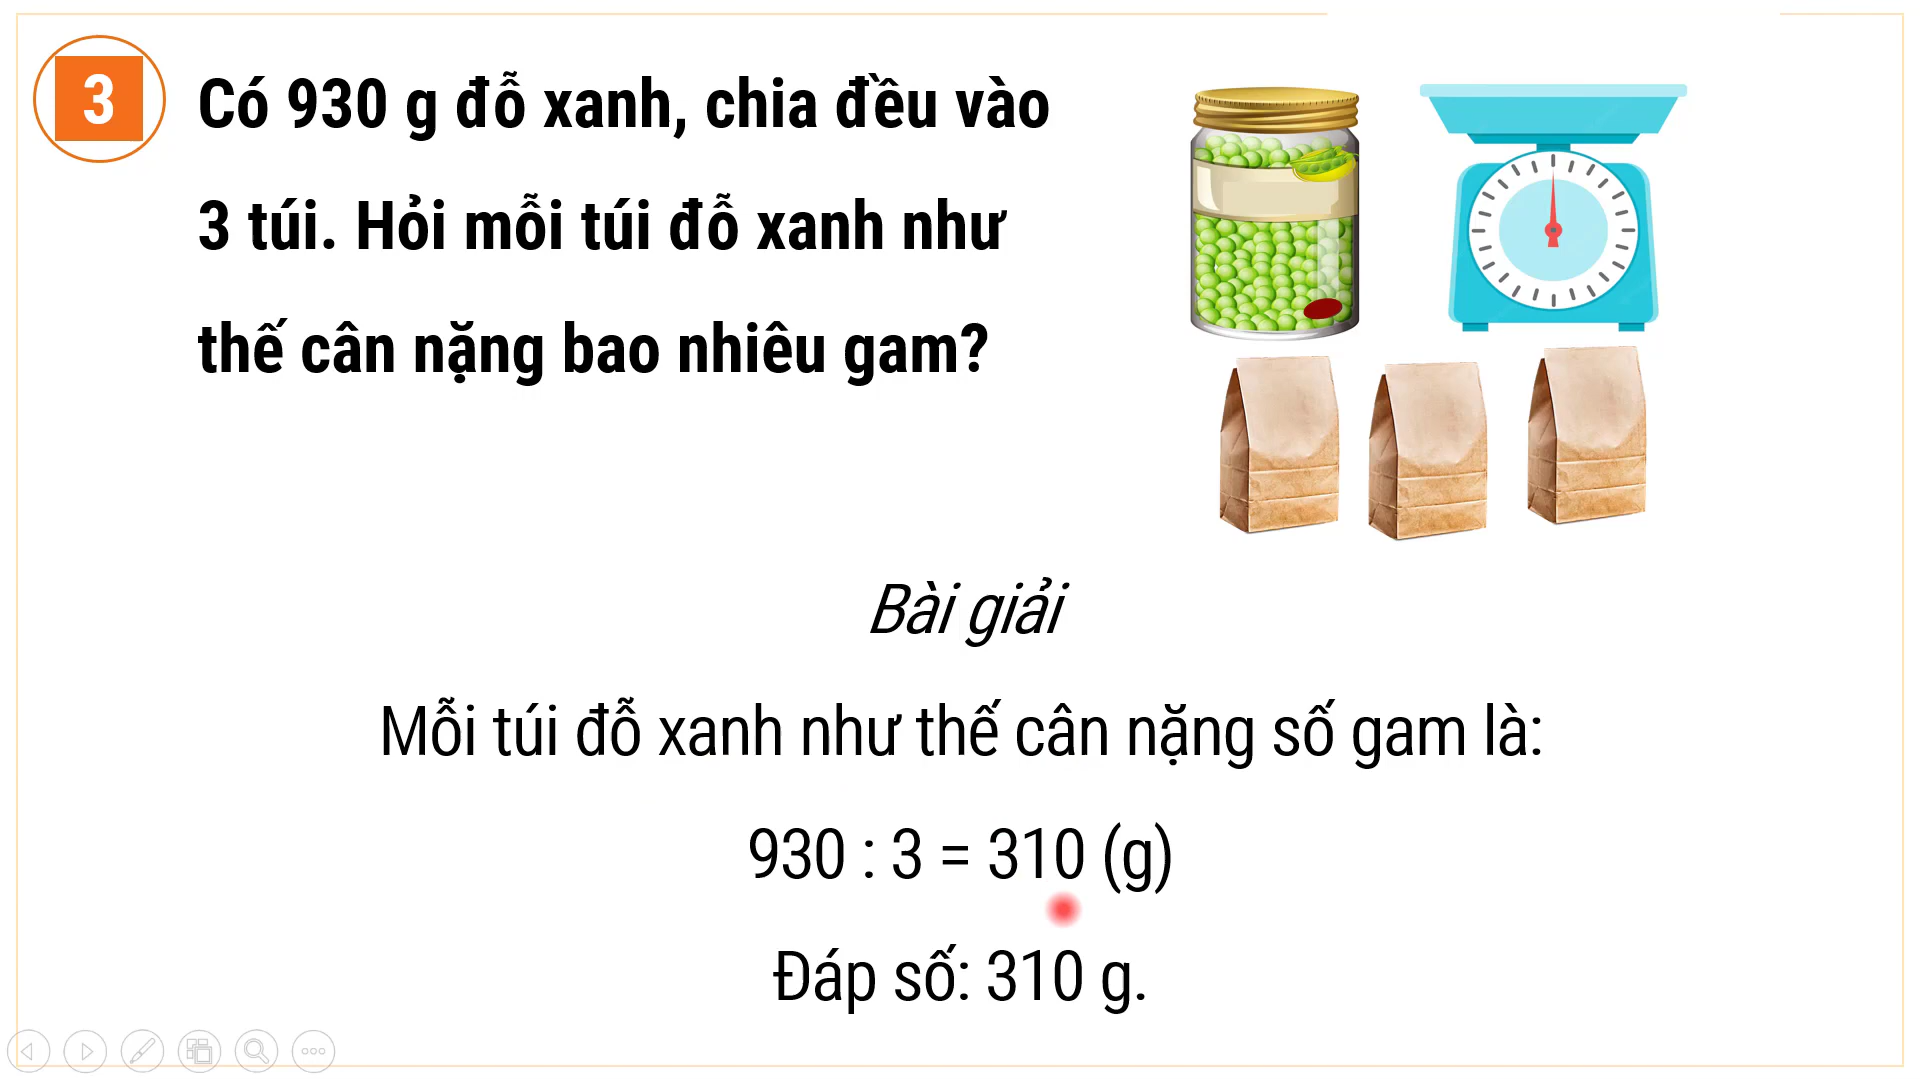 3
Có 930 g đỗ xanh, chia đều vào
3 túi. Hỏi mỗi túi đỗ xanh như
thế cân nặng bao nhiêu gam?
Bài giải
Mỗi túi đỗ xanh như thế cân nặng số gam là:
930 : 3 = 310 (g)
Đáp số: 310 g.